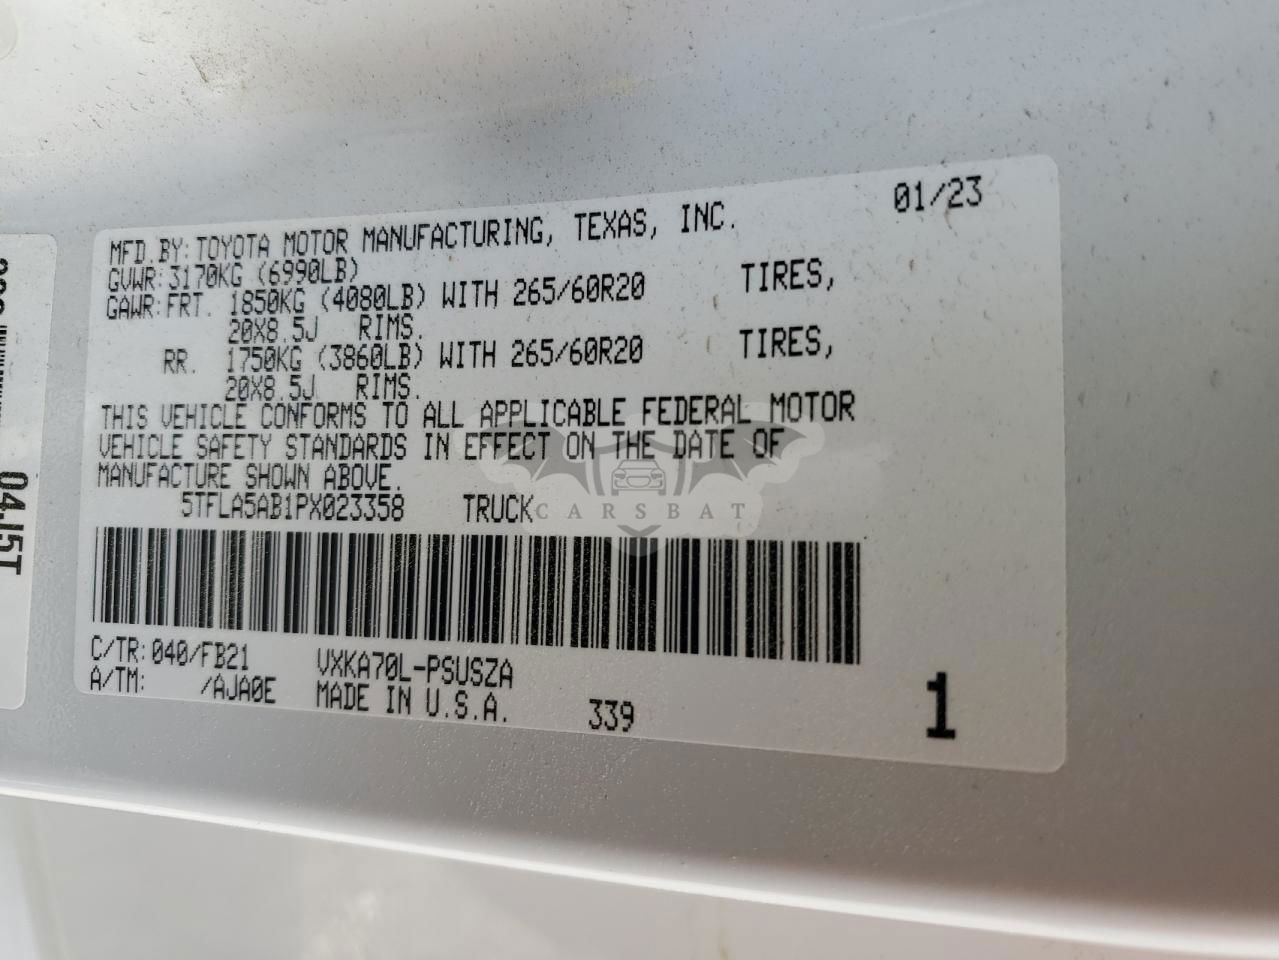 MFD.BY:TOYOTA MOTOR MANUFACTURING, TEXAS, INC. 01/23
GVWR:3170KG (6990LB)
GAWR:FRT. 1850KG (4080LB) WITH 265/60R20 TIRES,
20X8.5J RIMS.
RR. 1750KG (3860LB) WITH 265/60R20 TIRES,
20X8.5J RIMS.
THIS VEHICLE CONFORMS TO ALL APPLICABLE FEDERAL MOTOR
VEHICLE SAFETY STANDARDS IN EFFECT ON THE DATE OF
MANUFACTURE SHOWN ABOVE.
5TFLA5AB1PX023358 TRUCK
CARSBAT
C/TR:040/FB21 VXKA70L-PSUSZA
A/TM: /AJA0E MADE IN U.S.A. 339 1
04J5T